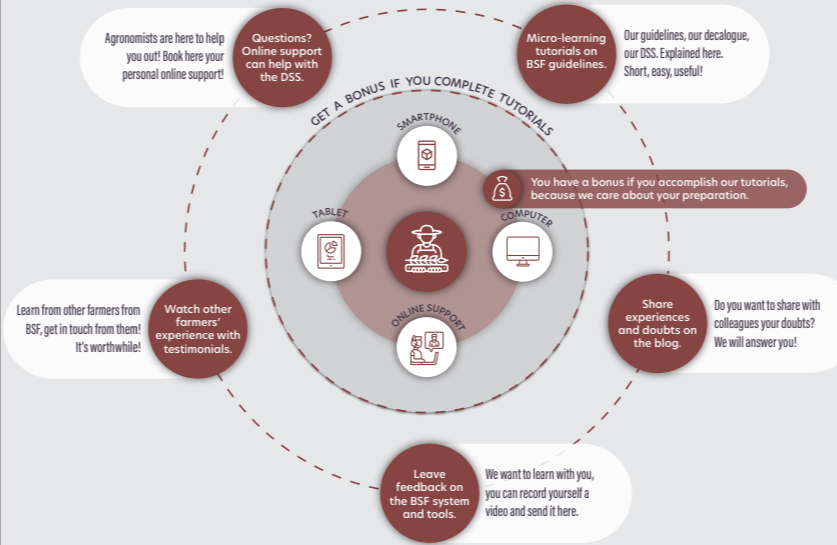 Agronomists are here to help
you out! Book here your
personal online support!
Questions?
Online support
can help with
the DSS.
Micro-learning
tutorials on
BSF guidelines.
Our guidelines, our decalogue,
our DSS. Explained here.
Short, easy, useful!
GET A BONUS IF YOU COMPLETE TUTORIALS
SMARTPHONE
You have a bonus if you accomplish our tutorials,
because we care about your preparation.
TABLET
COMPUTER
ONLINE SUPPORT
Learn from other farmers from
BSF, get in touch from them!
It's worthwhile!
Watch other
farmers'
experience with
testimonials.
Share
experiences
and doubts on
the blog.
Do you want to share with
colleagues your doubts?
We will answer you!
Leave
feedback on
the BSF system
and tools.
We want to learn with you,
you can record yourself a
video and send it here.